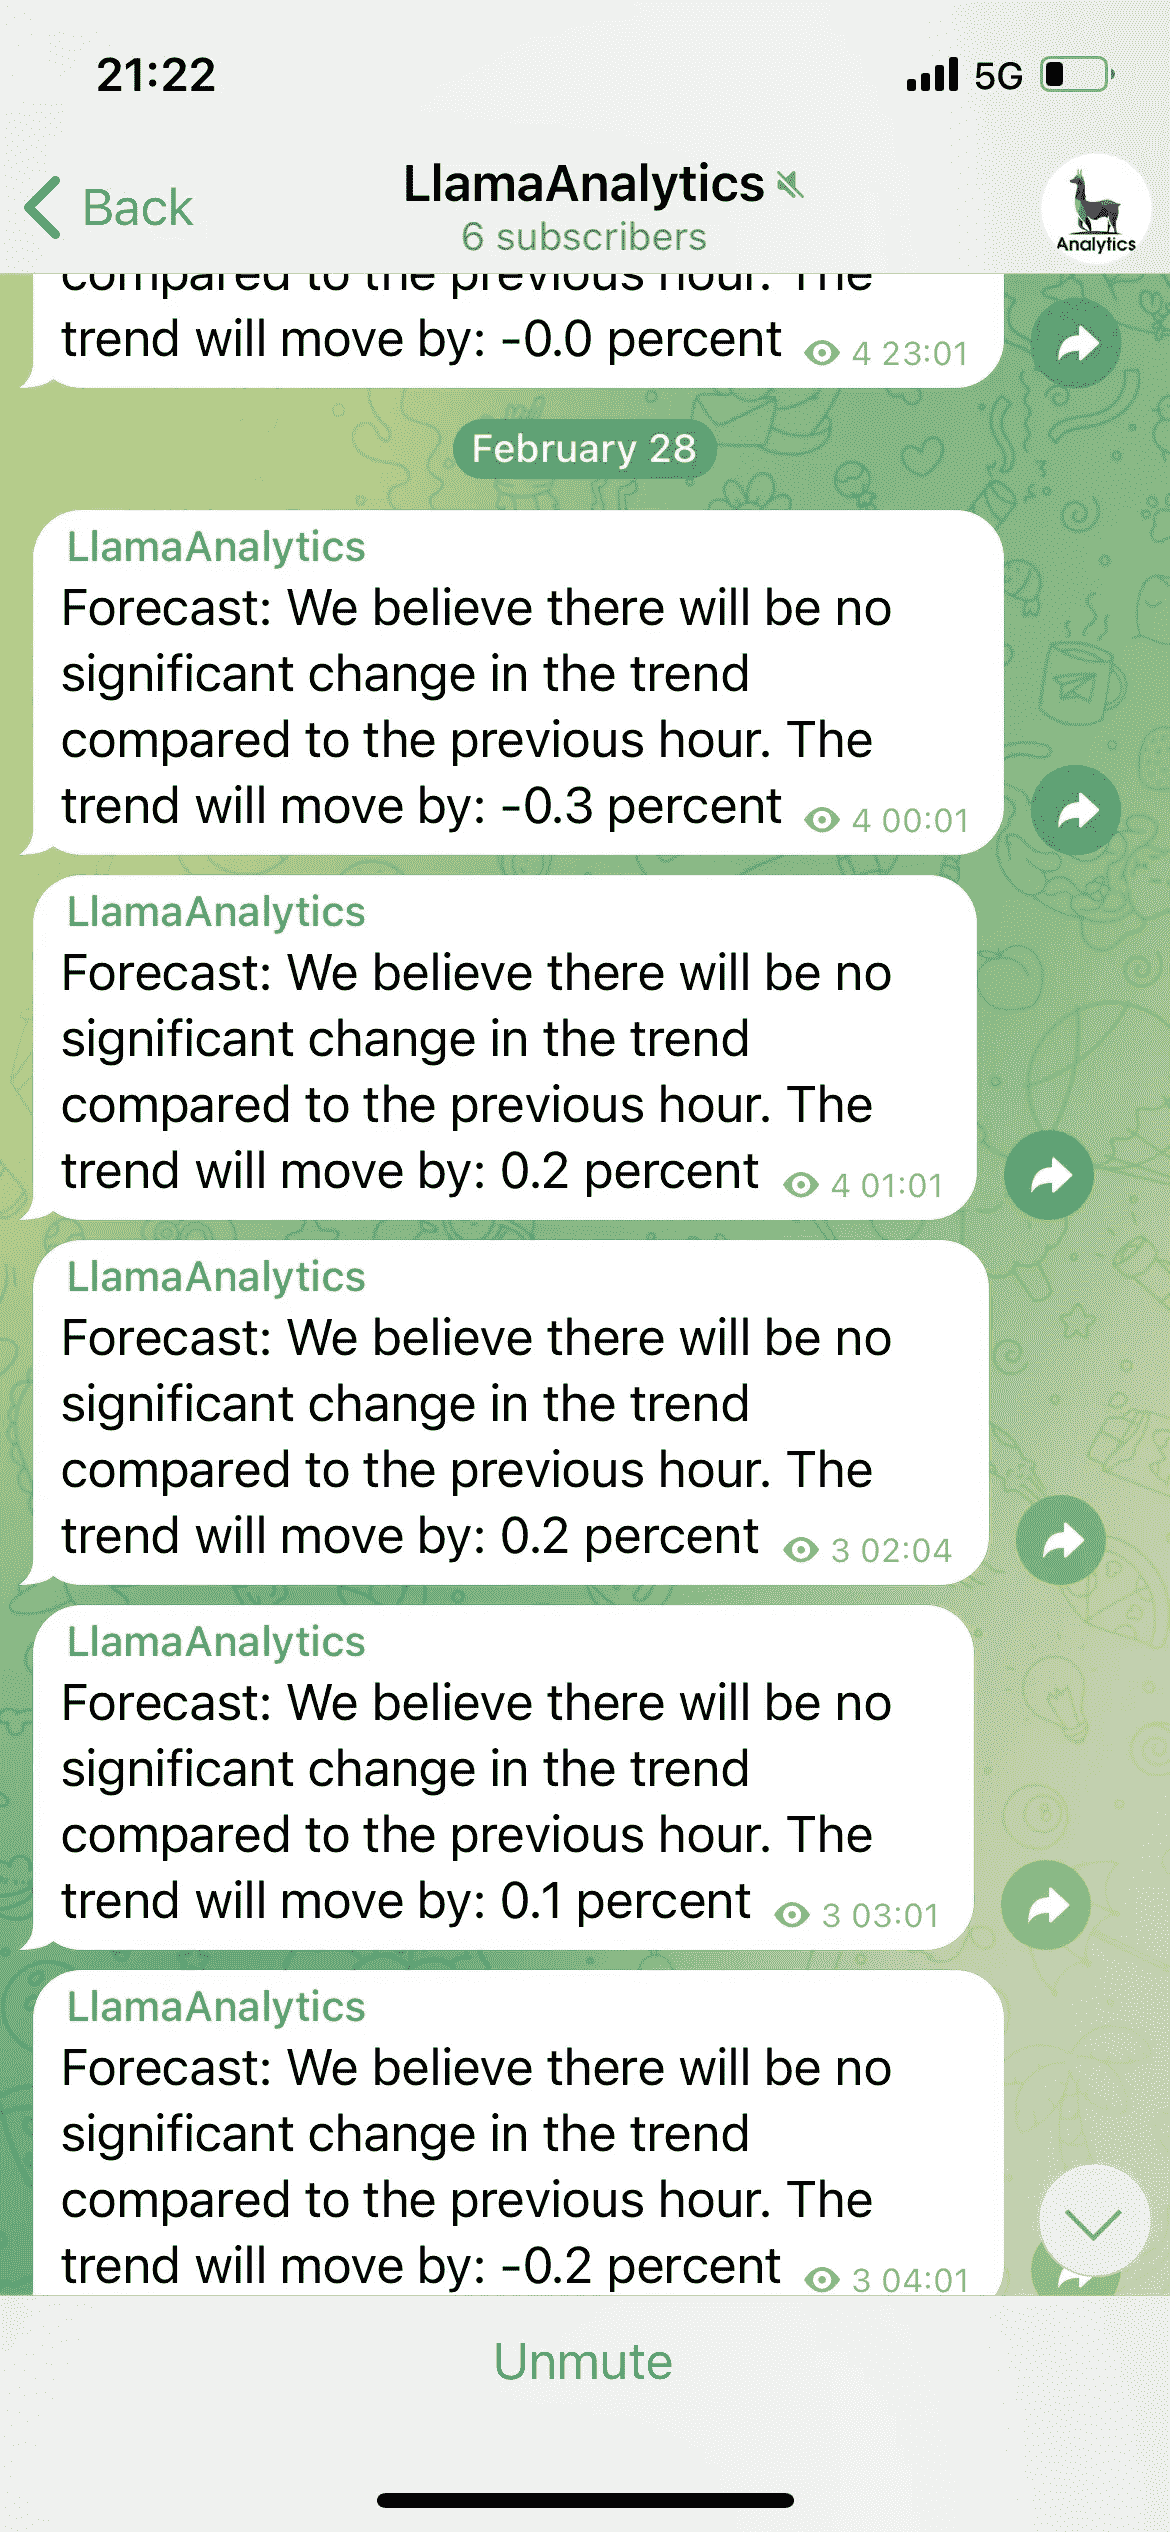 21:22
5G
Back
LlamaAnalytics
6 subscribers
Analytics
compared to the previous hour. The
trend will move by: -0.0 percent 4 23:01
February 28
LlamaAnalytics
Forecast: We believe there will be no
significant change in the trend
compared to the previous hour. The
trend will move by: -0.3 percent 4 00:01
LlamaAnalytics
Forecast: We believe there will be no
significant change in the trend
compared to the previous hour. The
trend will move by: 0.2 percent 4 01:01
LlamaAnalytics
Forecast: We believe there will be no
significant change in the trend
compared to the previous hour. The
trend will move by: 0.2 percent 3 02:04
LlamaAnalytics
Forecast: We believe there will be no
significant change in the trend
compared to the previous hour. The
trend will move by: 0.1 percent 3 03:01
LlamaAnalytics
Forecast: We believe there will be no
significant change in the trend
compared to the previous hour. The
trend will move by: -0.2 percent 3 04:01
Unmute